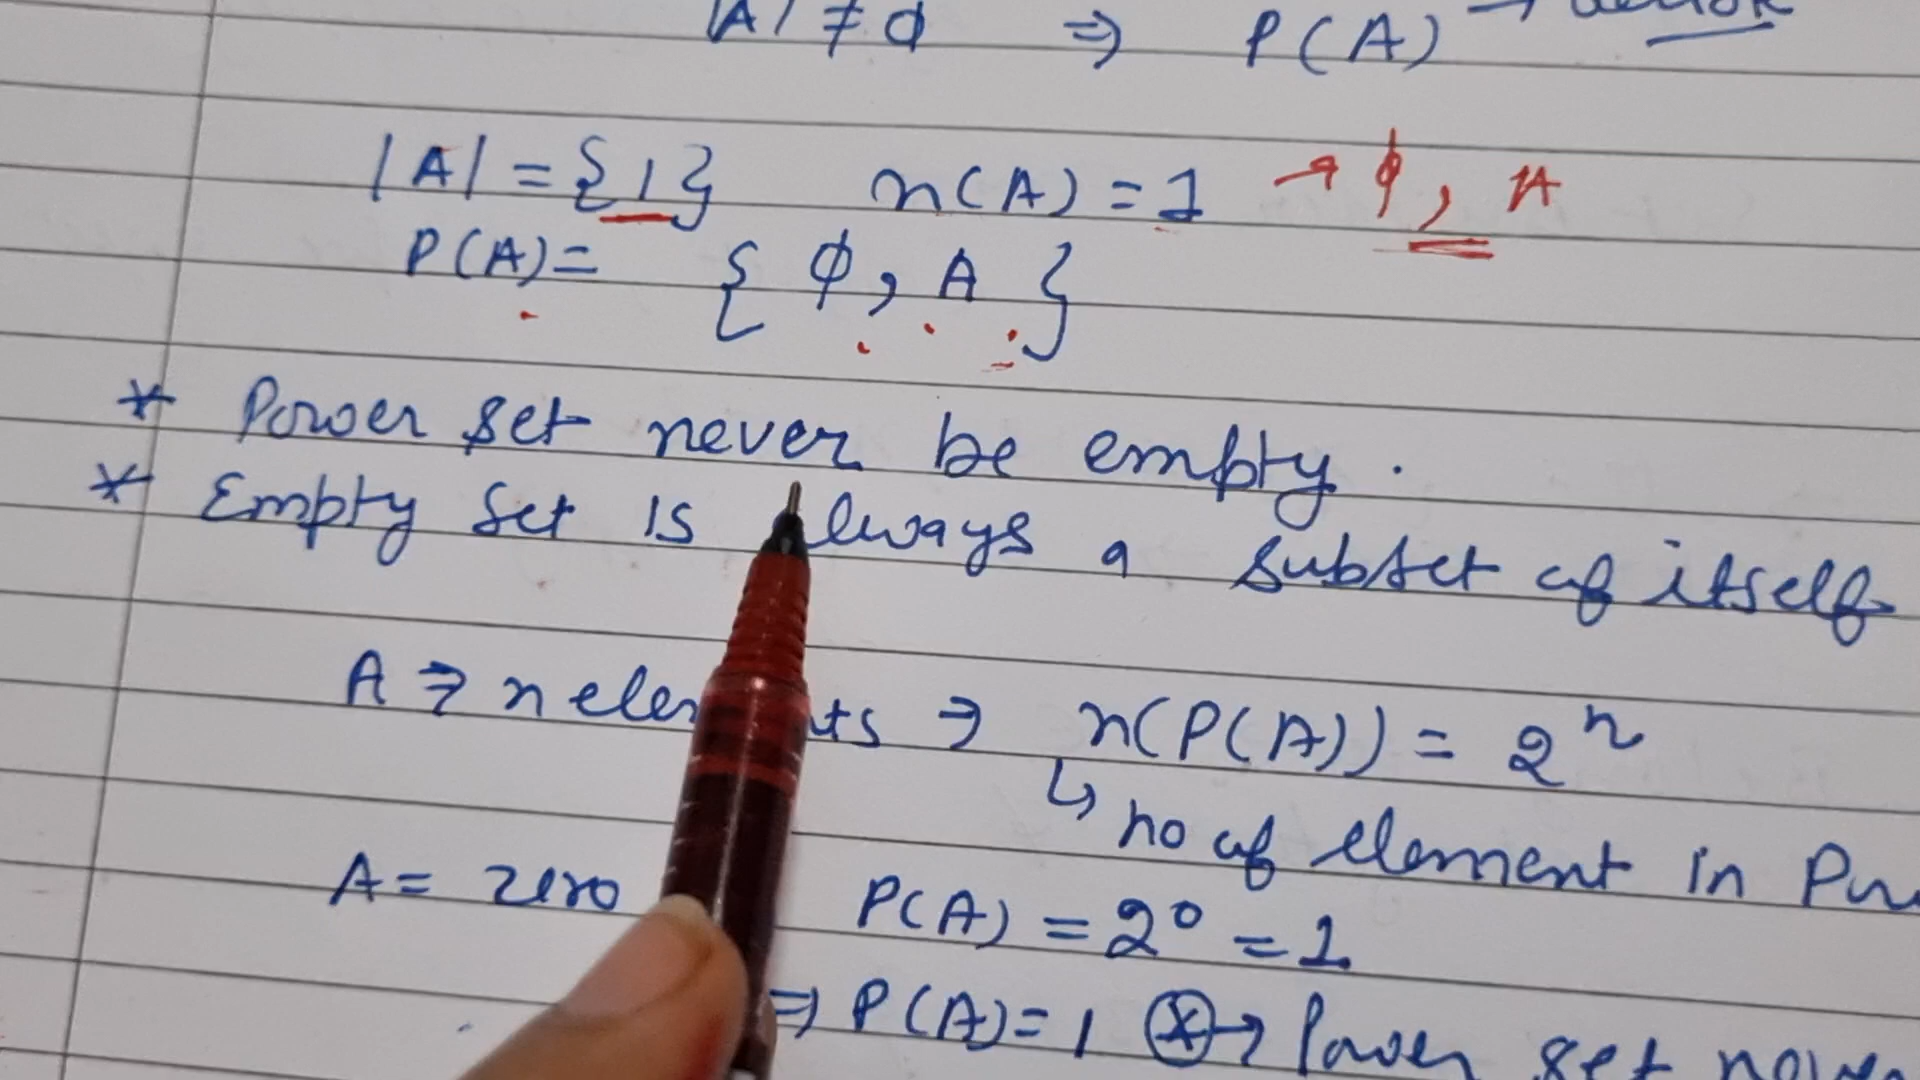 |A| ≠ ϕ ⇒ P(A) →
|A| = {1} n(A) = 1 → ϕ, A
P(A) = { ϕ, A }
* Power set never be empty.
* Empty set is always a subset of itself
A ⇒ n elements ⇒ n(P(A)) = 2ⁿ
↳ no of element in
A = zero P(A) = 2⁰ = 1
⇒ P(A) = 1 ⊛→ Power set never